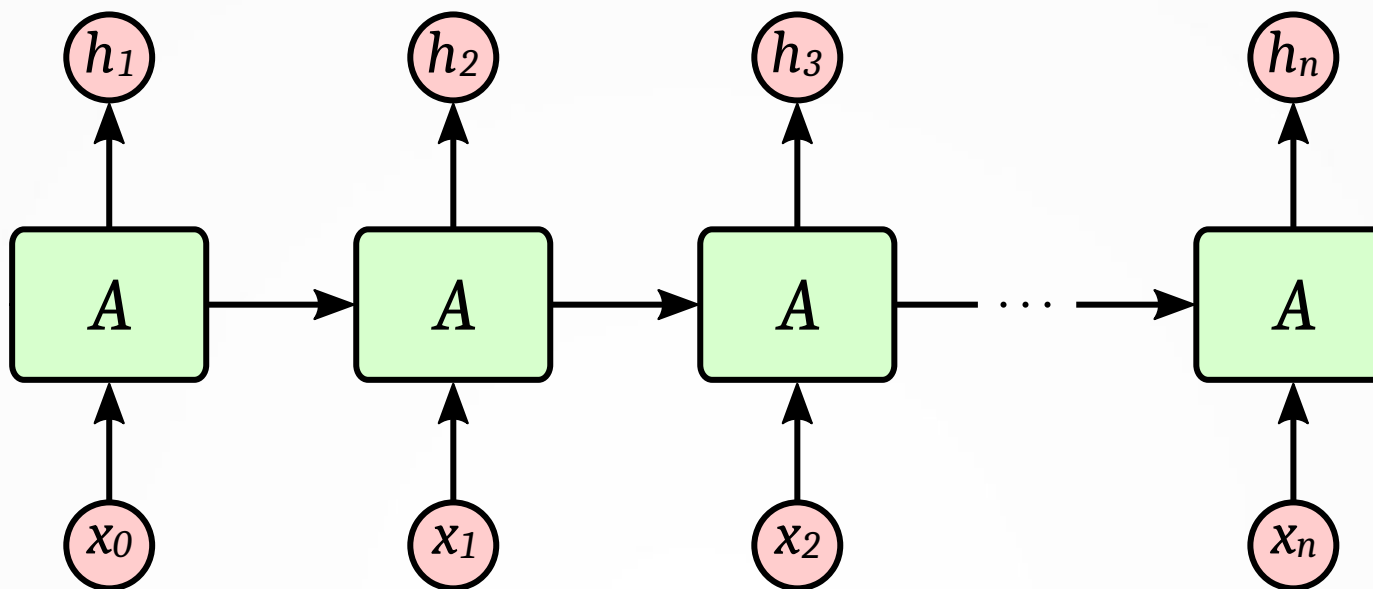 h₁ h₂ h₃ hₙ
A A A ... A
x₀ x₁ x₂ xₙ